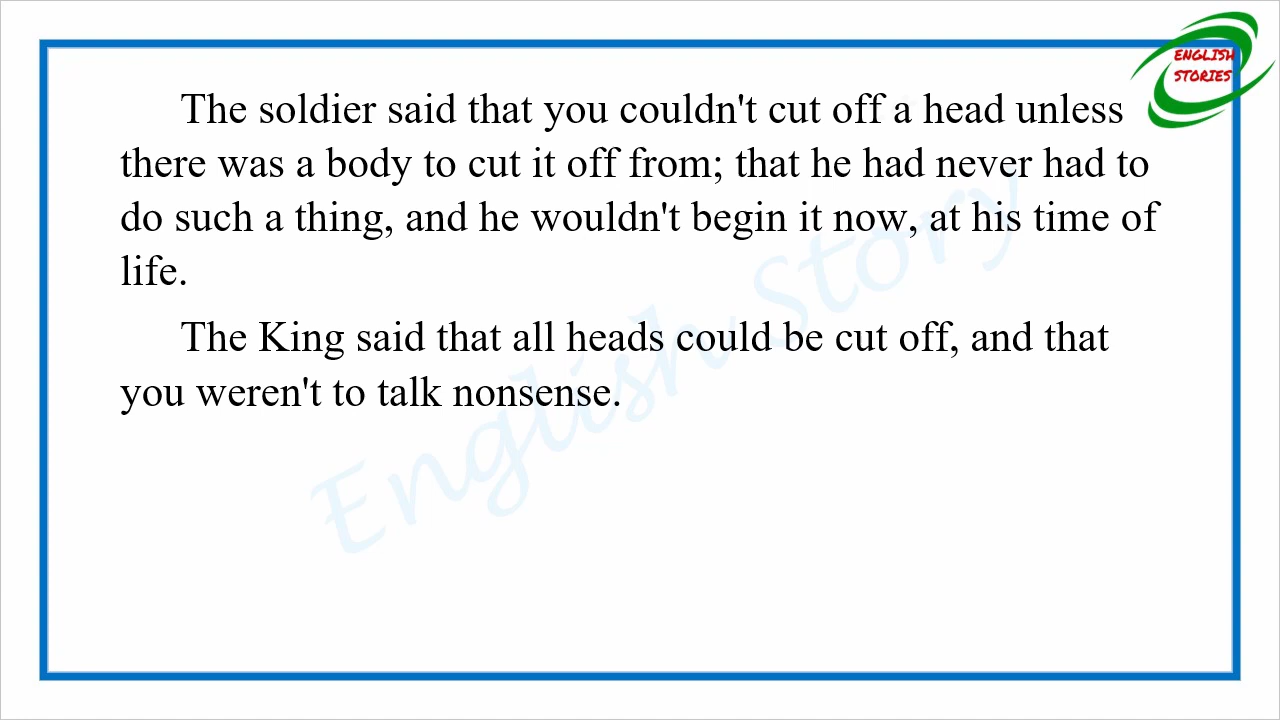 ENGLISH
STORIES
The soldier said that you couldn't cut off a head unless
there was a body to cut it off from; that he had never had to
do such a thing, and he wouldn't begin it now, at his time of
life.
The King said that all heads could be cut off, and that
you weren't to talk nonsense.
English Story